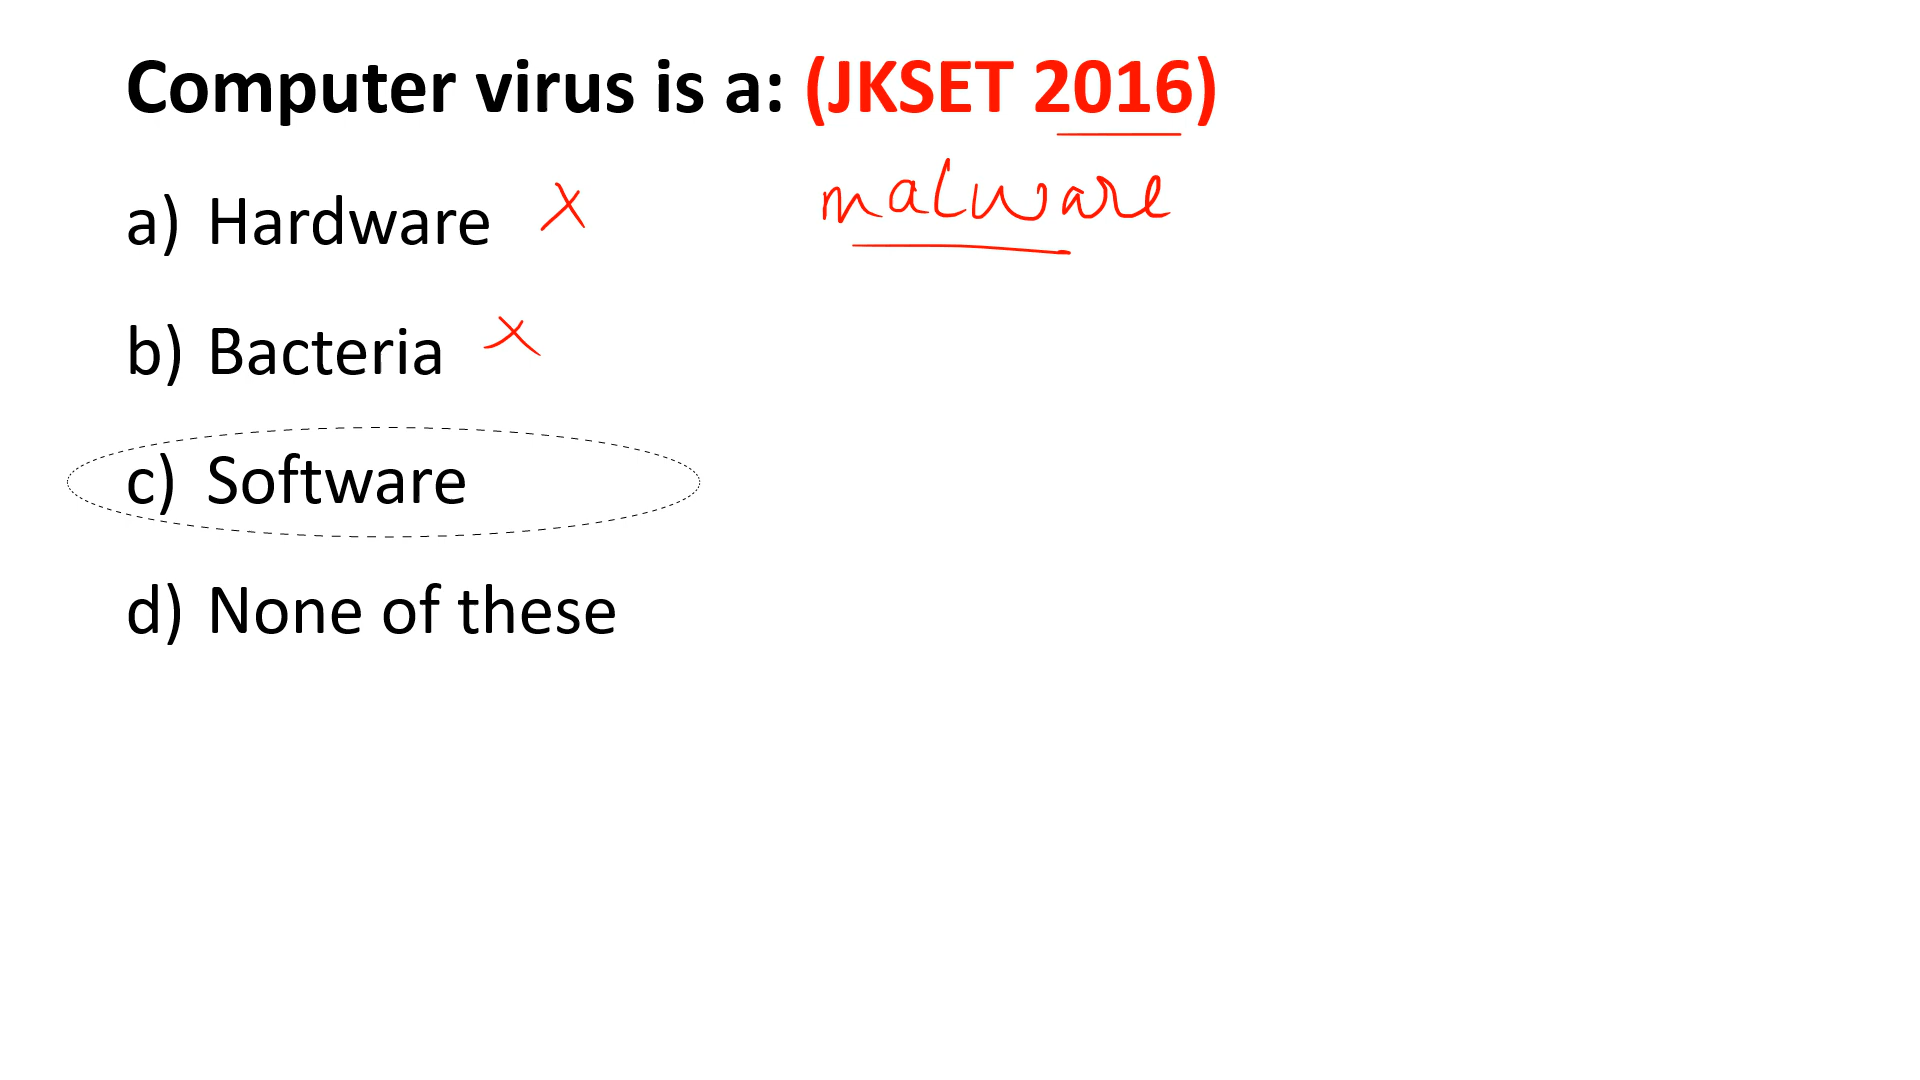 Computer virus is a: (JKSET 2016)
malware
a) Hardware X
b) Bacteria X
c) Software
d) None of these